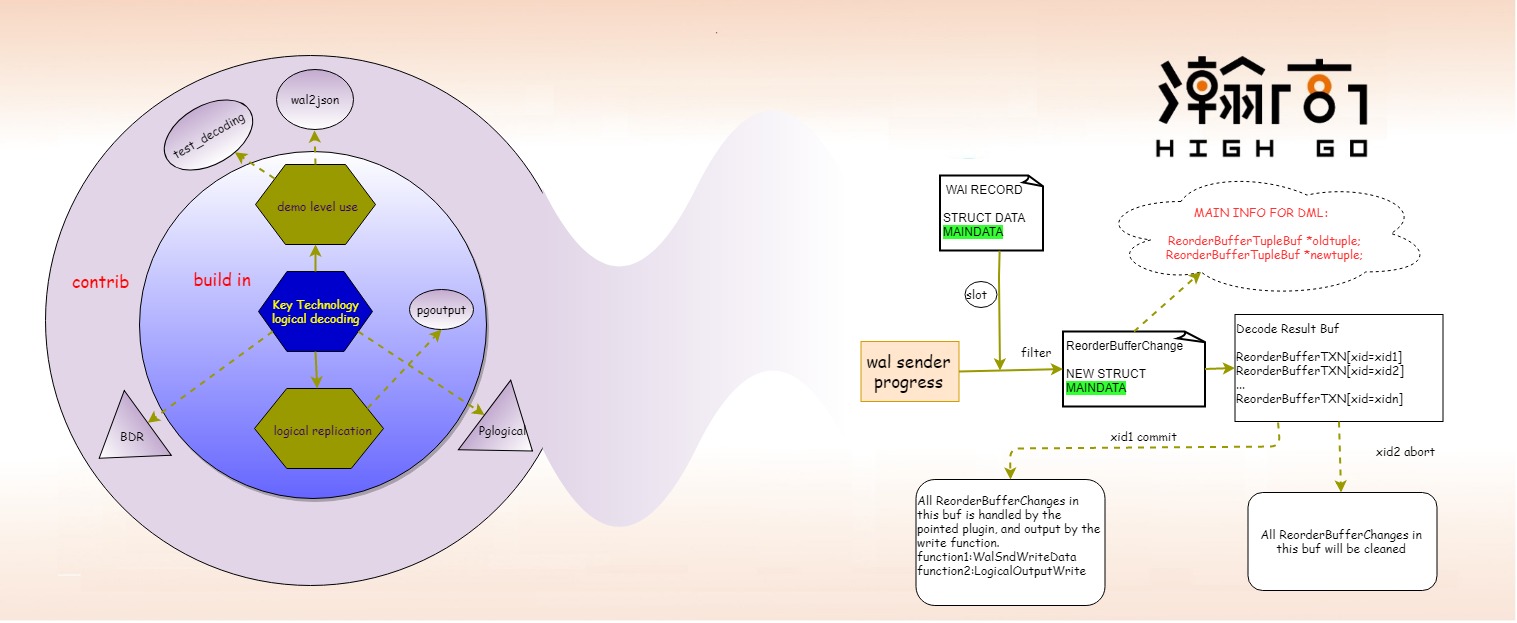 wal2json
test_decoding
demo level use
contrib
build in
Key Technology
logical decoding
pgoutput
logical replication
BDR
Pglogical
瀚高
HIGH GO
WAl RECORD
STRUCT DATA
MAINDATA
slot
MAIN INFO FOR DML:
ReorderBufferTupleBuf *oldtuple;
ReorderBufferTupleBuf *newtuple;
wal sender
progress
filter
ReorderBufferChange
NEW STRUCT
MAINDATA
Decode Result Buf
ReorderBufferTXN[xid=xid1]
ReorderBufferTXN[xid=xid2]
...
ReorderBufferTXN[xid=xidn]
xid1 commit
xid2 abort
All ReorderBufferChanges in
this buf is handled by the
pointed plugin, and output by the
write function.
function1:WalSndWriteData
function2:LogicalOutputWrite
All ReorderBufferChanges in
this buf will be cleaned